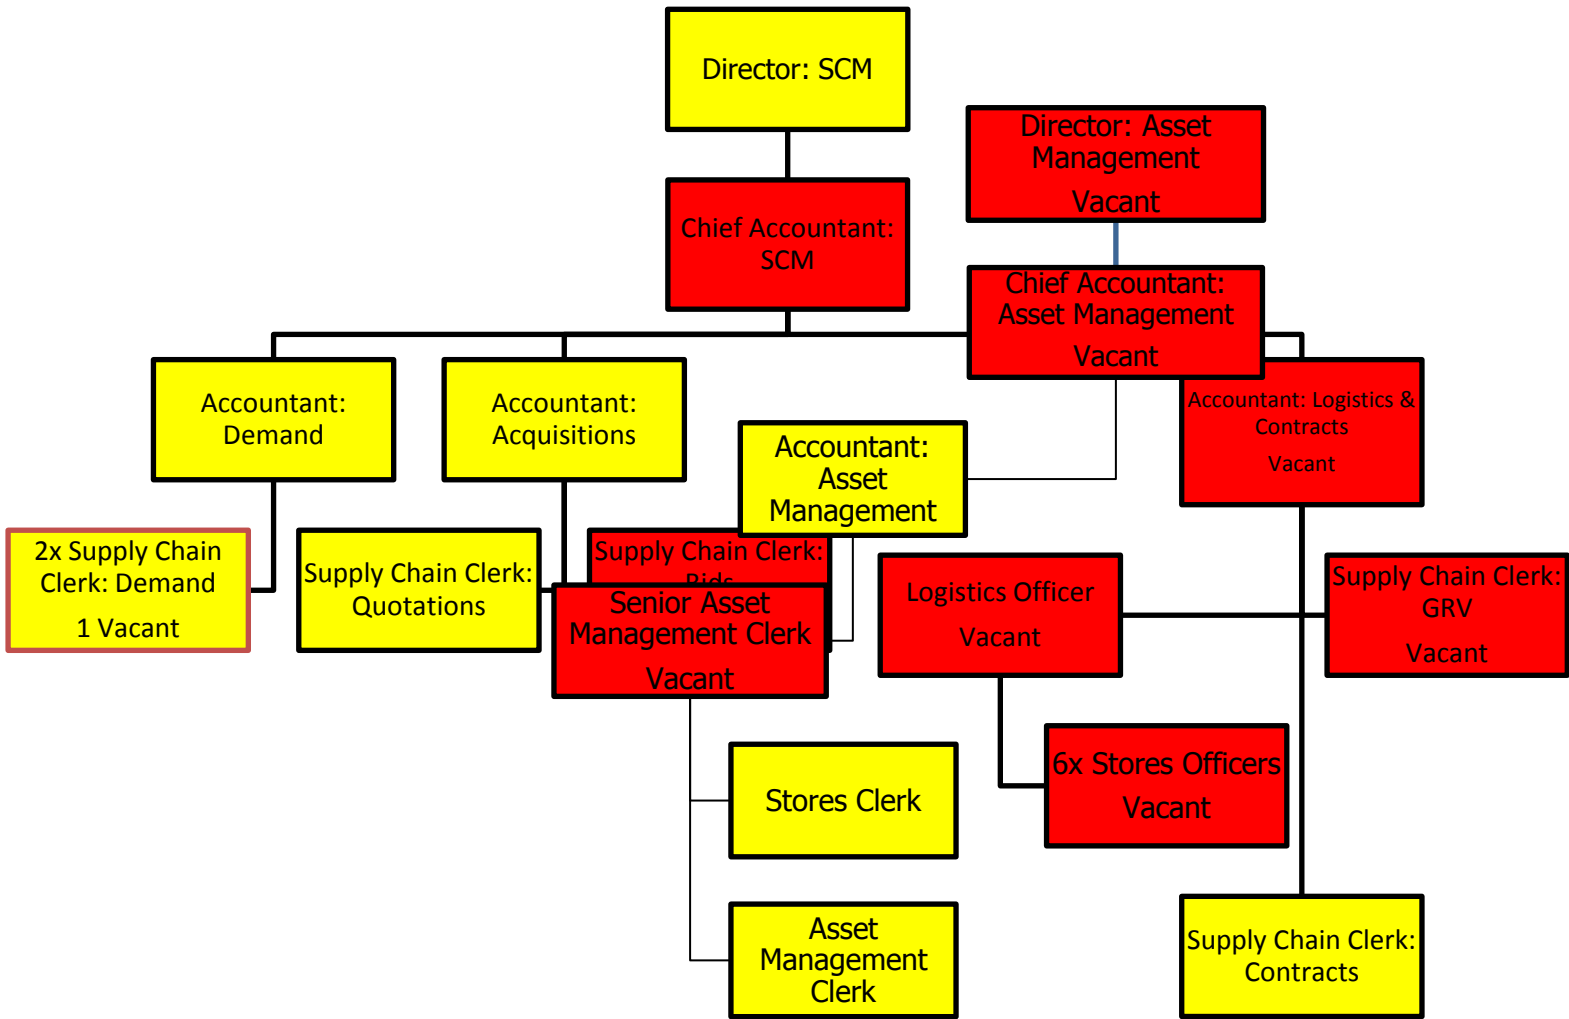 Director: SCM
Director: Asset
Management
Vacant
Chief Accountant:
SCM
Chief Accountant:
Asset Management
Vacant
Accountant:
Demand
Accountant:
Acquisitions
Accountant:
Asset
Management
Accountant: Logistics &
Contracts
Vacant
2x Supply Chain
Clerk: Demand
1 Vacant
Supply Chain Clerk:
Quotations
Supply Chain Clerk:
Bids
Senior Asset
Management Clerk
Vacant
Logistics Officer
Vacant
Supply Chain Clerk:
GRV
Vacant
Stores Clerk
6x Stores Officers
Vacant
Asset
Management
Clerk
Supply Chain Clerk:
Contracts